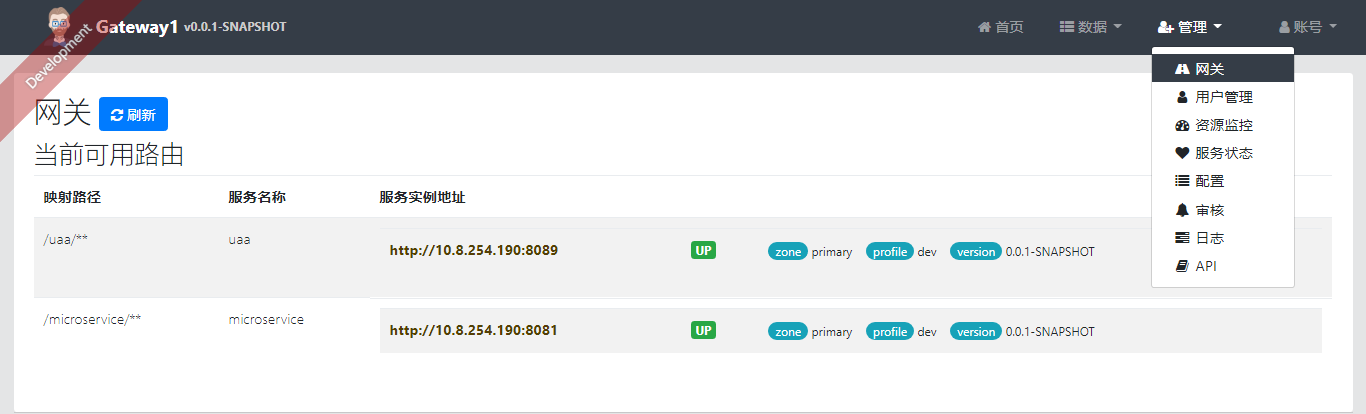 Development
Gateway1 v0.0.1-SNAPSHOT
首页 数据 管理 账号
网关
用户管理
资源监控
服务状态
配置
审核
日志
API
网关 刷新
当前可用路由
映射路径 服务名称 服务实例地址
/uaa/** uaa http://10.8.254.190:8089 UP zone primary profile dev version 0.0.1-SNAPSHOT
/microservice/** microservice http://10.8.254.190:8081 UP zone primary profile dev version 0.0.1-SNAPSHOT